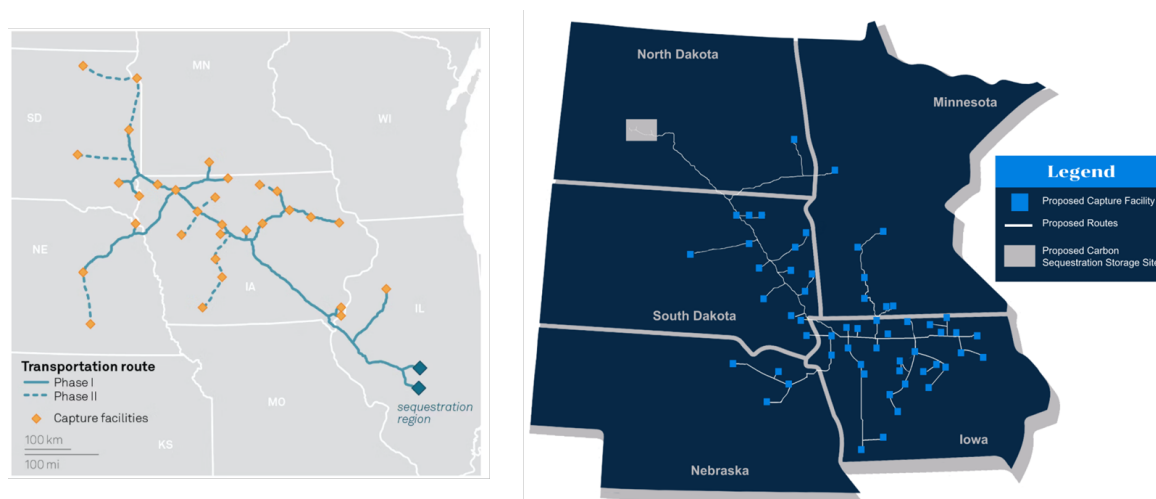 MN
SD
WI
NE
IA
IL
MO
KS
Transportation route
Phase I
Phase II
Capture facilities
100 km
100 mi
sequestration
region
North Dakota
Minnesota
South Dakota
Nebraska
Iowa
Legend
Proposed Capture Facility
Proposed Routes
Proposed Carbon
Sequestration Storage Site